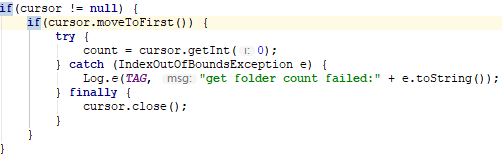 if(cursor != null) {
    if(cursor.moveToFirst()) {
        try {
            count = cursor.getInt( i: 0);
        } catch (IndexOutOfBoundsException e) {
            Log.e(TAG, msg: "get folder count failed:" + e.toString());
        } finally {
            cursor.close();
        }
    }
}